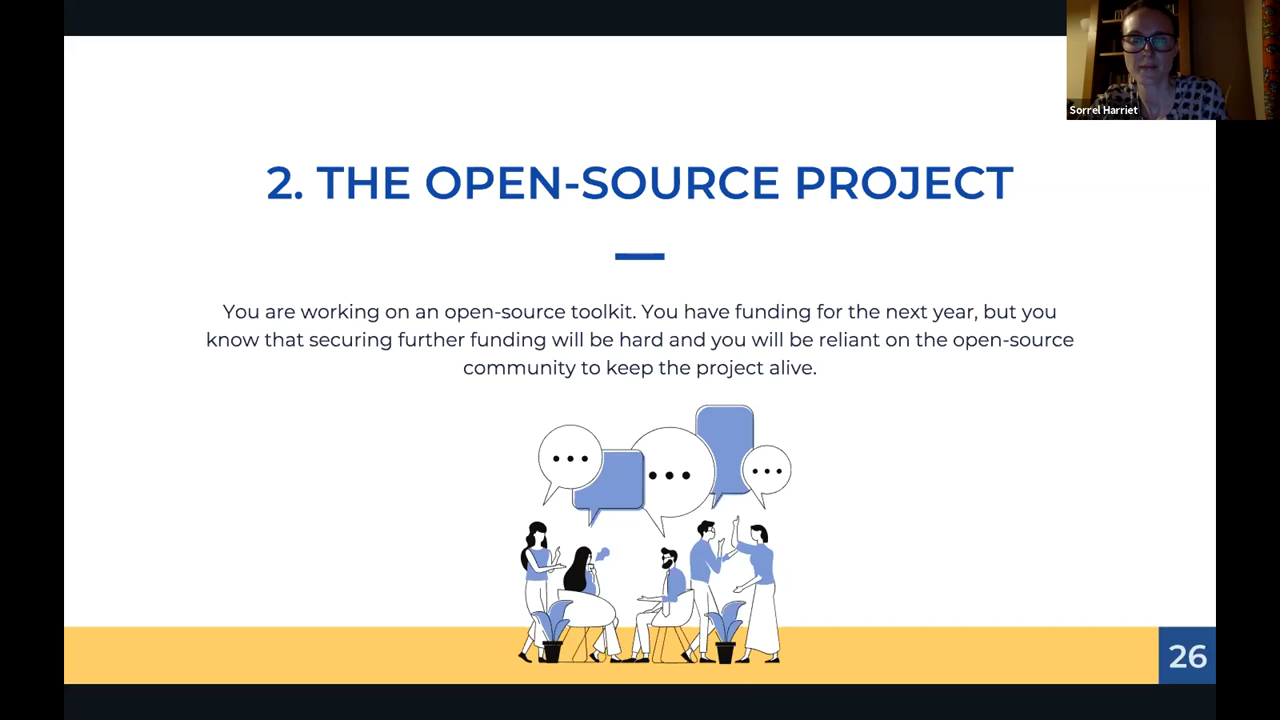 Sorrel Harriet
2. THE OPEN-SOURCE PROJECT
You are working on an open-source toolkit. You have funding for the next year, but you
know that securing further funding will be hard and you will be reliant on the open-source
community to keep the project alive.
26